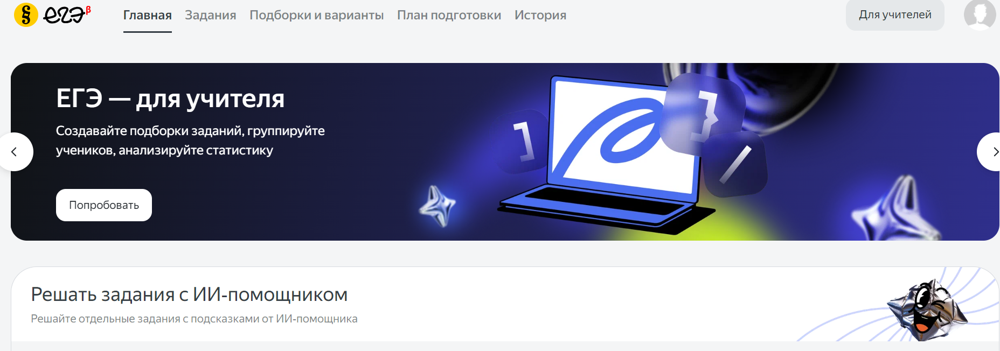 § ЕГЭ β
Главная Задания Подборки и варианты План подготовки История Для учителей
ЕГЭ — для учителя
Создавайте подборки заданий, группируйте
учеников, анализируйте статистику
Попробовать
] } /
Решать задания с ИИ-помощником
Решайте отдельные задания с подсказками от ИИ-помощника